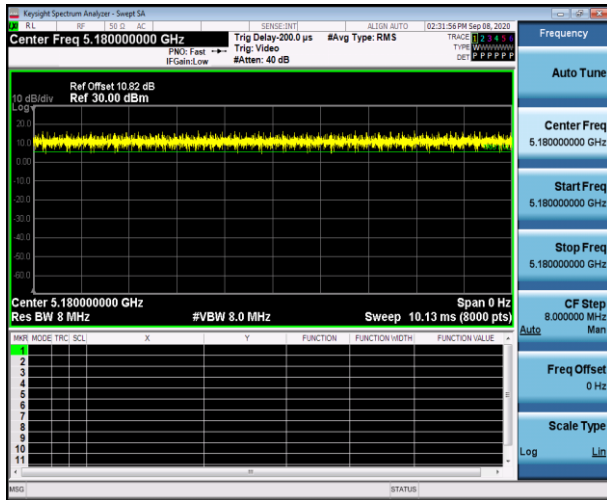 Keysight Spectrum Analyzer - Swept SA
RL RF 50 Ω AC SENSE:INT ALIGN AUTO 02:31:56 PM Sep 08, 2020
Center Freq 5.180000000 GHz
PNO: Fast
IFGain:Low
Trig Delay-200.0 µs
Trig: Video
#Atten: 40 dB
#Avg Type: RMS
TRACE 1 2 3 4 5 6
TYPE WWWWWW
DET P P P P P P
Ref Offset 10.82 dB
10 dB/div Ref 30.00 dBm
Log
20.0
10.0
0.00
-10.0
-20.0
-30.0
-40.0
-50.0
-60.0
Center 5.180000000 GHz Span 0 Hz
Res BW 8 MHz #VBW 8.0 MHz Sweep 10.13 ms (8000 pts)
MKR MODE TRC SCL X Y FUNCTION FUNCTION WIDTH FUNCTION VALUE
1
2
3
4
5
6
7
8
9
10
11
MSG STATUS
Frequency
Auto Tune
Center Freq
5.180000000 GHz
Start Freq
5.180000000 GHz
Stop Freq
5.180000000 GHz
CF Step
8.000000 MHz
Auto Man
Freq Offset
0 Hz
Scale Type
Log Lin